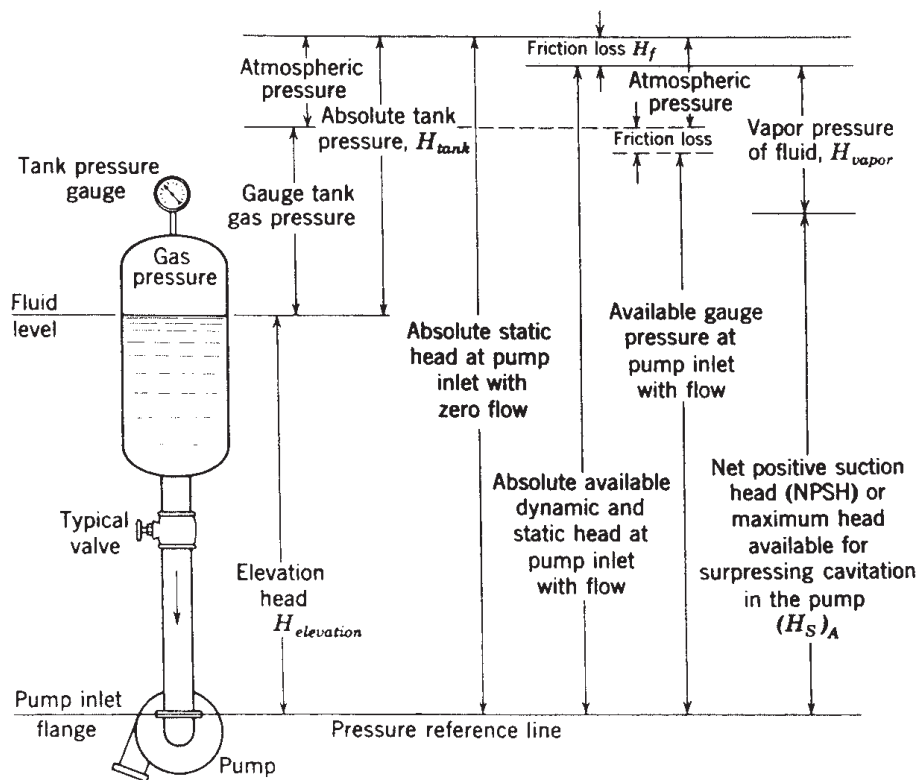 Friction loss H_f
Atmospheric
pressure
Atmospheric
pressure
Absolute tank
pressure, H_tank
Friction loss
Vapor pressure
of fluid, H_vapor
Tank pressure
gauge
Gauge tank
gas pressure
Gas
pressure
Fluid
level
Absolute static
head at pump
inlet with
zero flow
Available gauge
pressure at
pump inlet
with flow
Absolute available
dynamic and
static head at
pump inlet
with flow
Net positive suction
head (NPSH) or
maximum head
available for
surpressing cavitation
in the pump
(H_S)_A
Typical
valve
Elevation
head
H_elevation
Pump inlet
flange
Pressure reference line
Pump